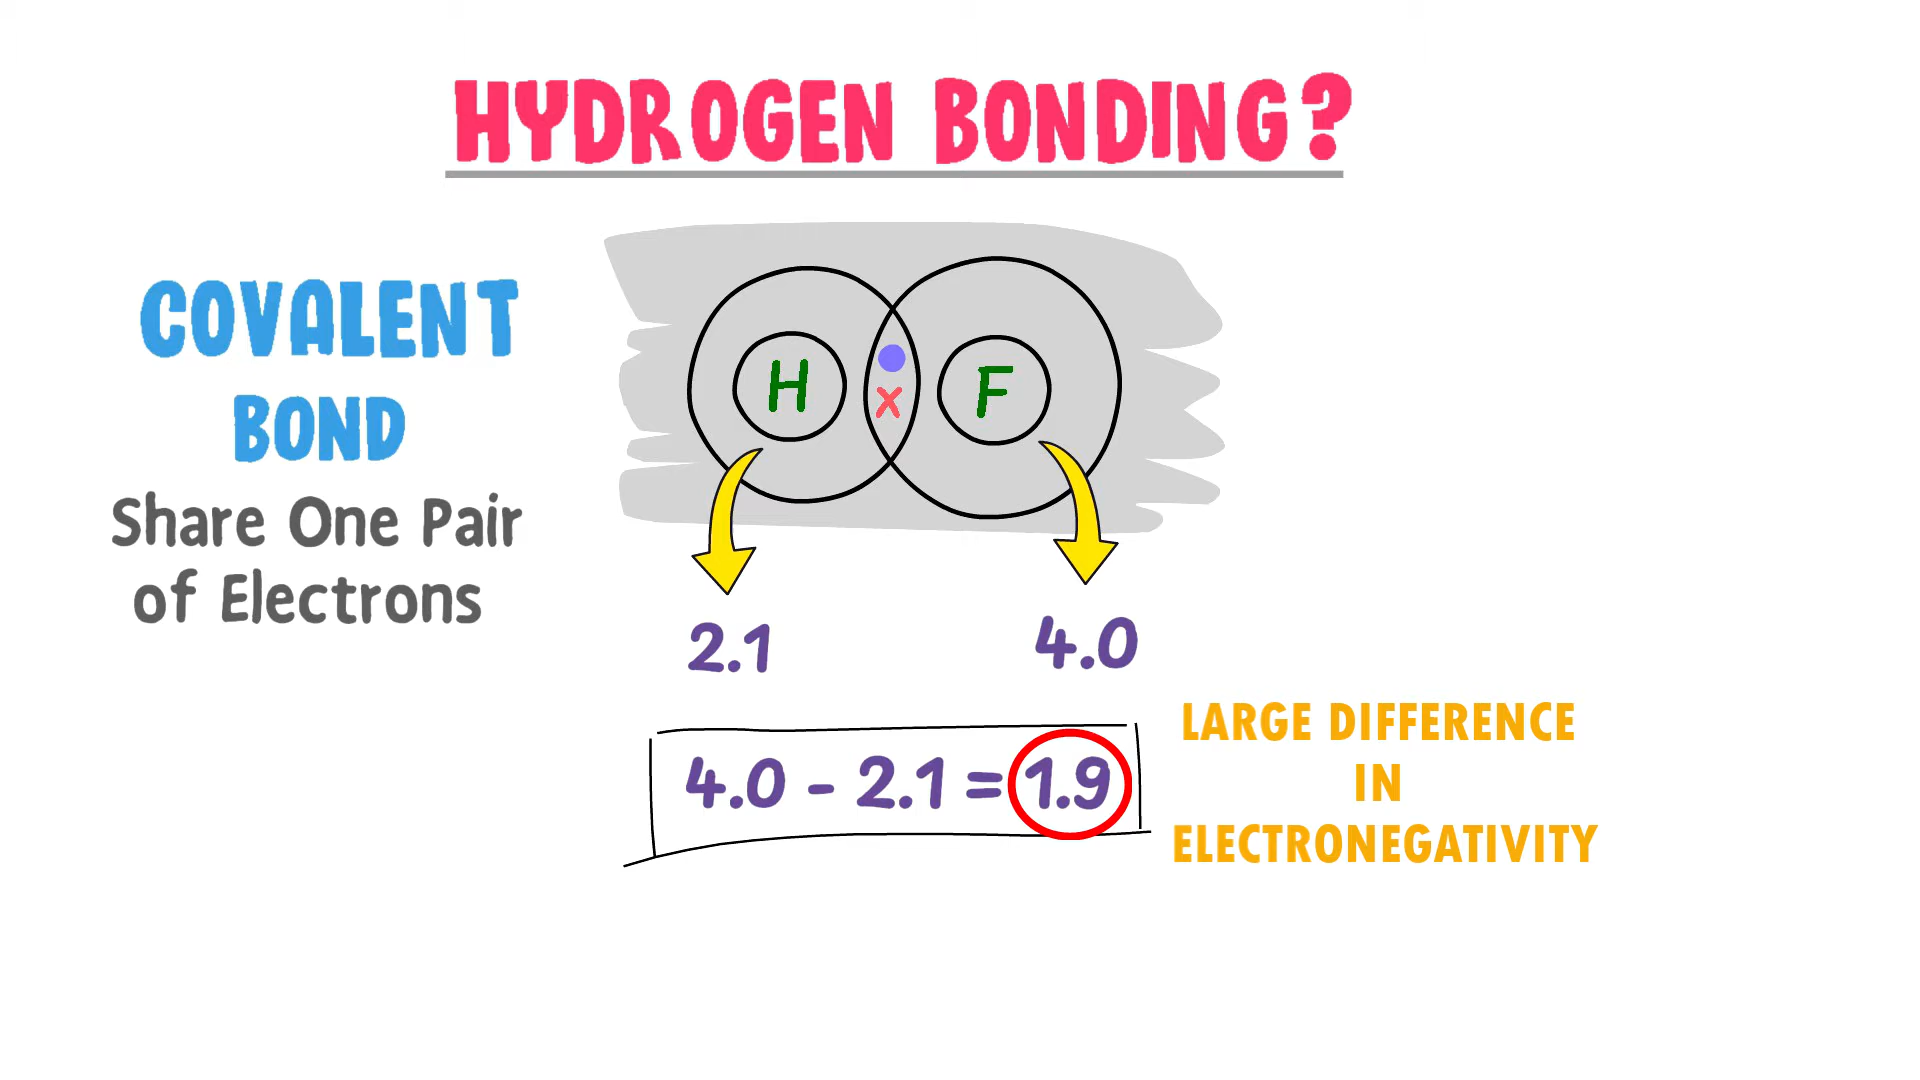 HYDROGEN BONDING?
COVALENT
BOND
Share One Pair
of Electrons
H
X
F
2.1
4.0
4.0 - 2.1 = 1.9
LARGE DIFFERENCE
IN
ELECTRONEGATIVITY